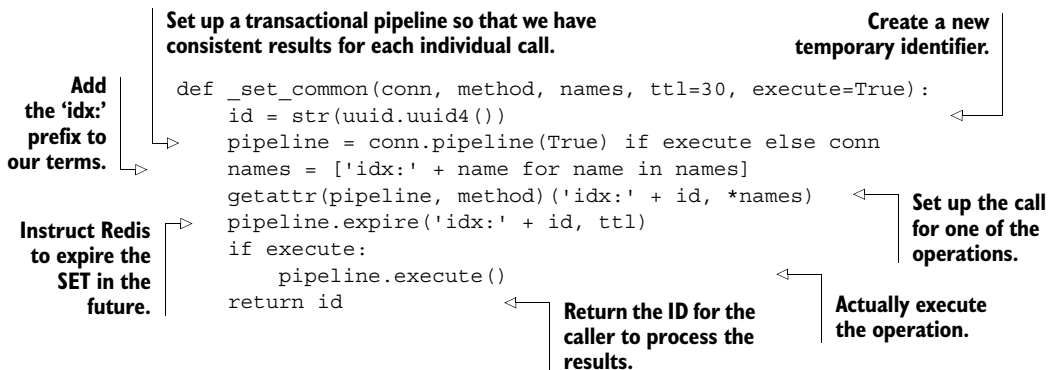 Set up a transactional pipeline so that we have
consistent results for each individual call.
Create a new
temporary identifier.
Add
the ‘idx:’
prefix to
our terms.
def _set_common(conn, method, names, ttl=30, execute=True):
    id = str(uuid.uuid4())
    pipeline = conn.pipeline(True) if execute else conn
    names = ['idx:' + name for name in names]
    getattr(pipeline, method)('idx:' + id, *names)
    pipeline.expire('idx:' + id, ttl)
    if execute:
        pipeline.execute()
    return id
Instruct Redis
to expire the
SET in the
future.
Set up the call
for one of the
operations.
Return the ID for the
caller to process the
results.
Actually execute
the operation.